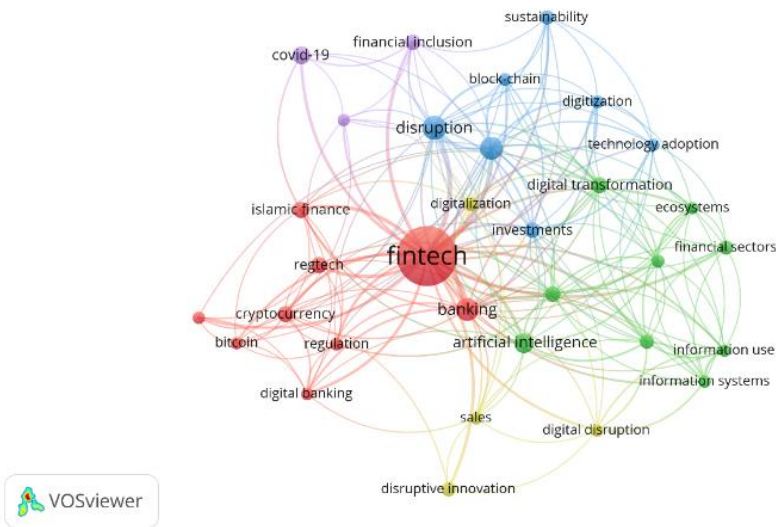 sustainability
financial inclusion
covid-19
block-chain
digitization
disruption
technology adoption
digital transformation
islamic finance
digitalization
ecosystems
investments
financial sectors
fintech
regtech
cryptocurrency
banking
bitcoin
regulation
artificial intelligence
information use
information systems
digital banking
sales
digital disruption
disruptive innovation
VOSviewer